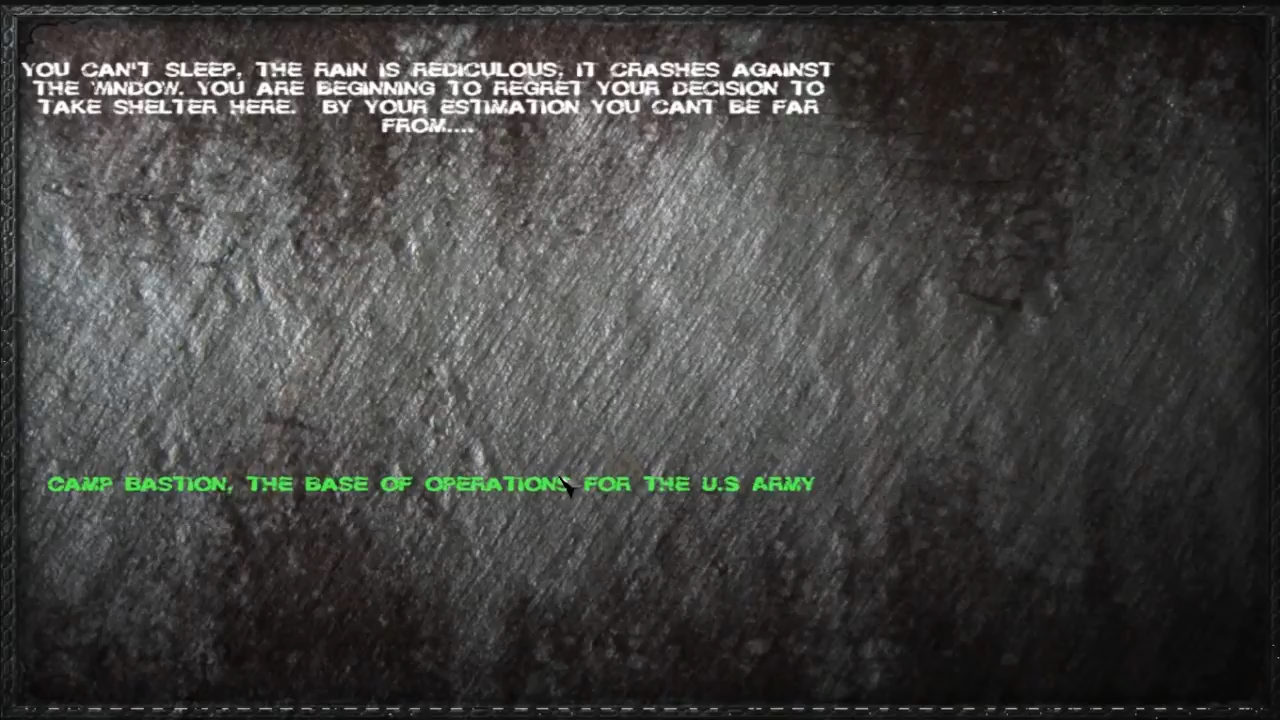 YOU CAN'T SLEEP, THE RAIN IS REDICULOUS, IT CRASHES AGAINST
THE WINDOW. YOU ARE BEGINNING TO REGRET YOUR DECISION TO
TAKE SHELTER HERE. BY YOUR ESTIMATION YOU CANT BE FAR
FROM....
CAMP BASTION, THE BASE OF OPERATIONS FOR THE U.S ARMY